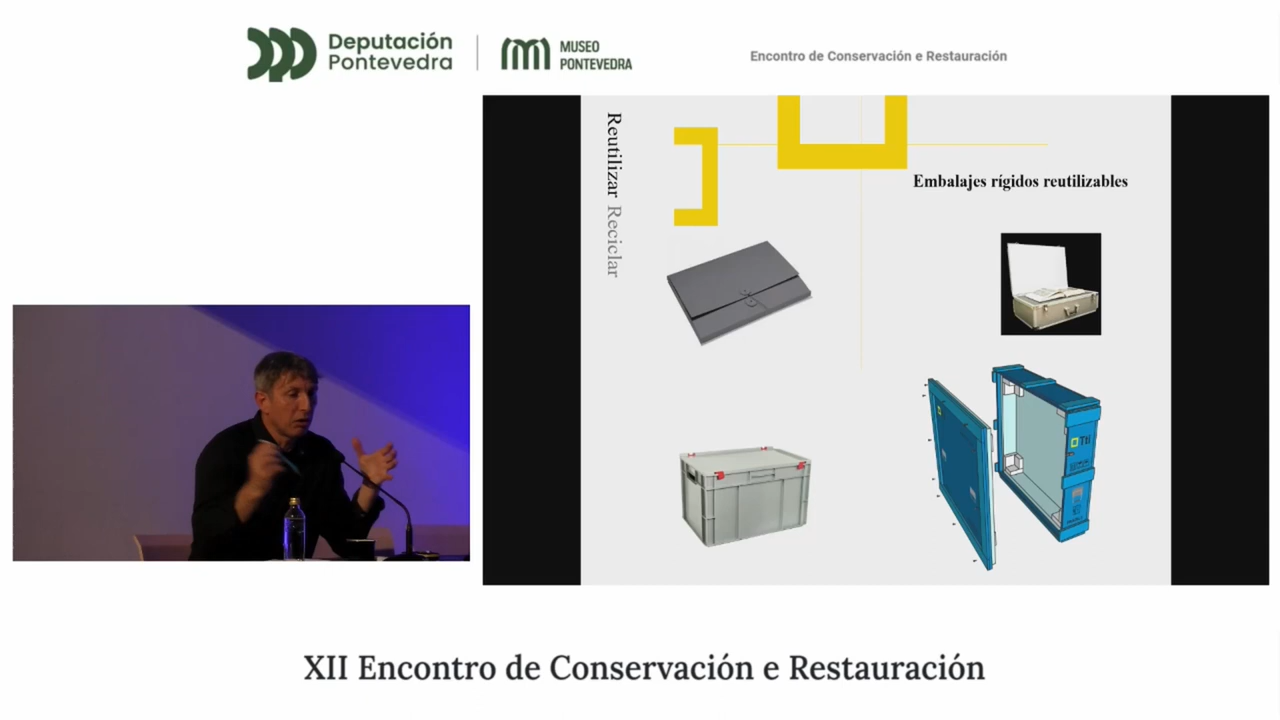 Deputación
Pontevedra
MUSEO
PONTEVEDRA
Encontro de Conservación e Restauración
Reutilizar Reciclar
Embalajes rígidos reutilizables
XII Encontro de Conservación e Restauración